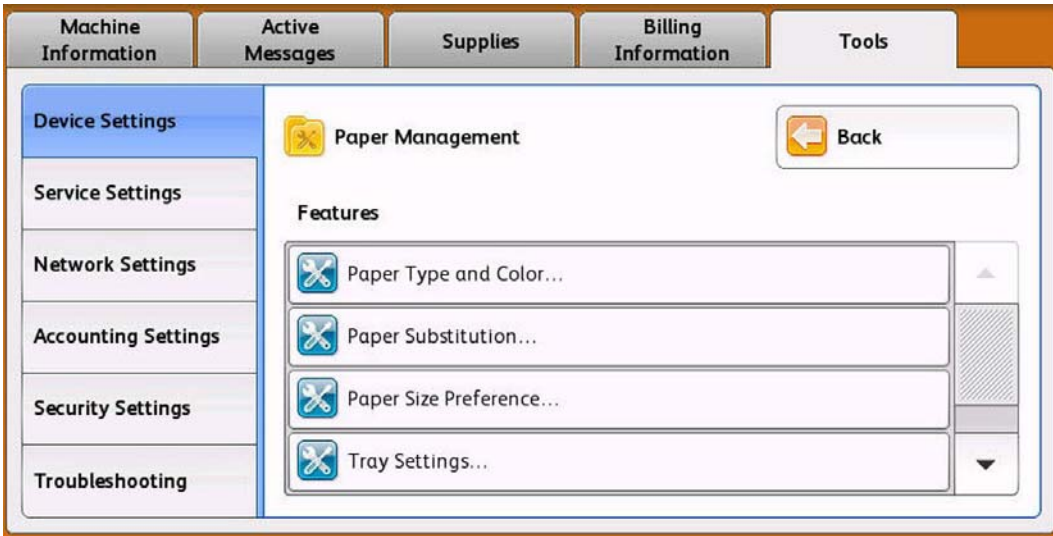 Machine
Information
Active
Messages
Supplies
Billing
Information
Tools
Device Settings
Service Settings
Network Settings
Accounting Settings
Security Settings
Troubleshooting
Paper Management
Back
Features
Paper Type and Color...
Paper Substitution...
Paper Size Preference...
Tray Settings...